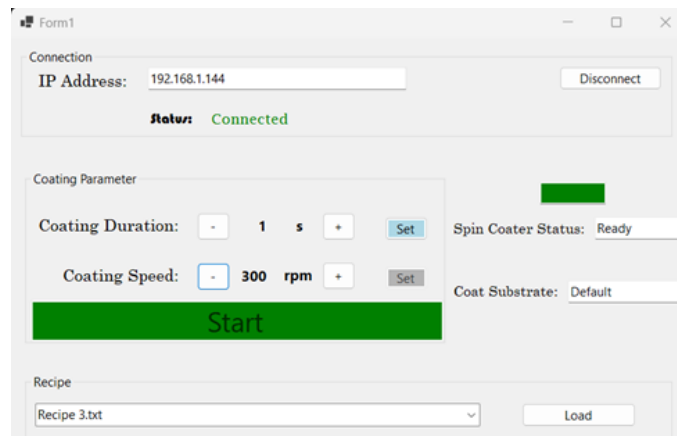 Form1
Connection
IP Address: 192.168.1.144 Disconnect
Status: Connected
Coating Parameter
Coating Duration: - 1 s + Set
Spin Coater Status: Ready
Coating Speed: - 300 rpm + Set
Coat Substrate: Default
Start
Recipe
Recipe 3.txt Load